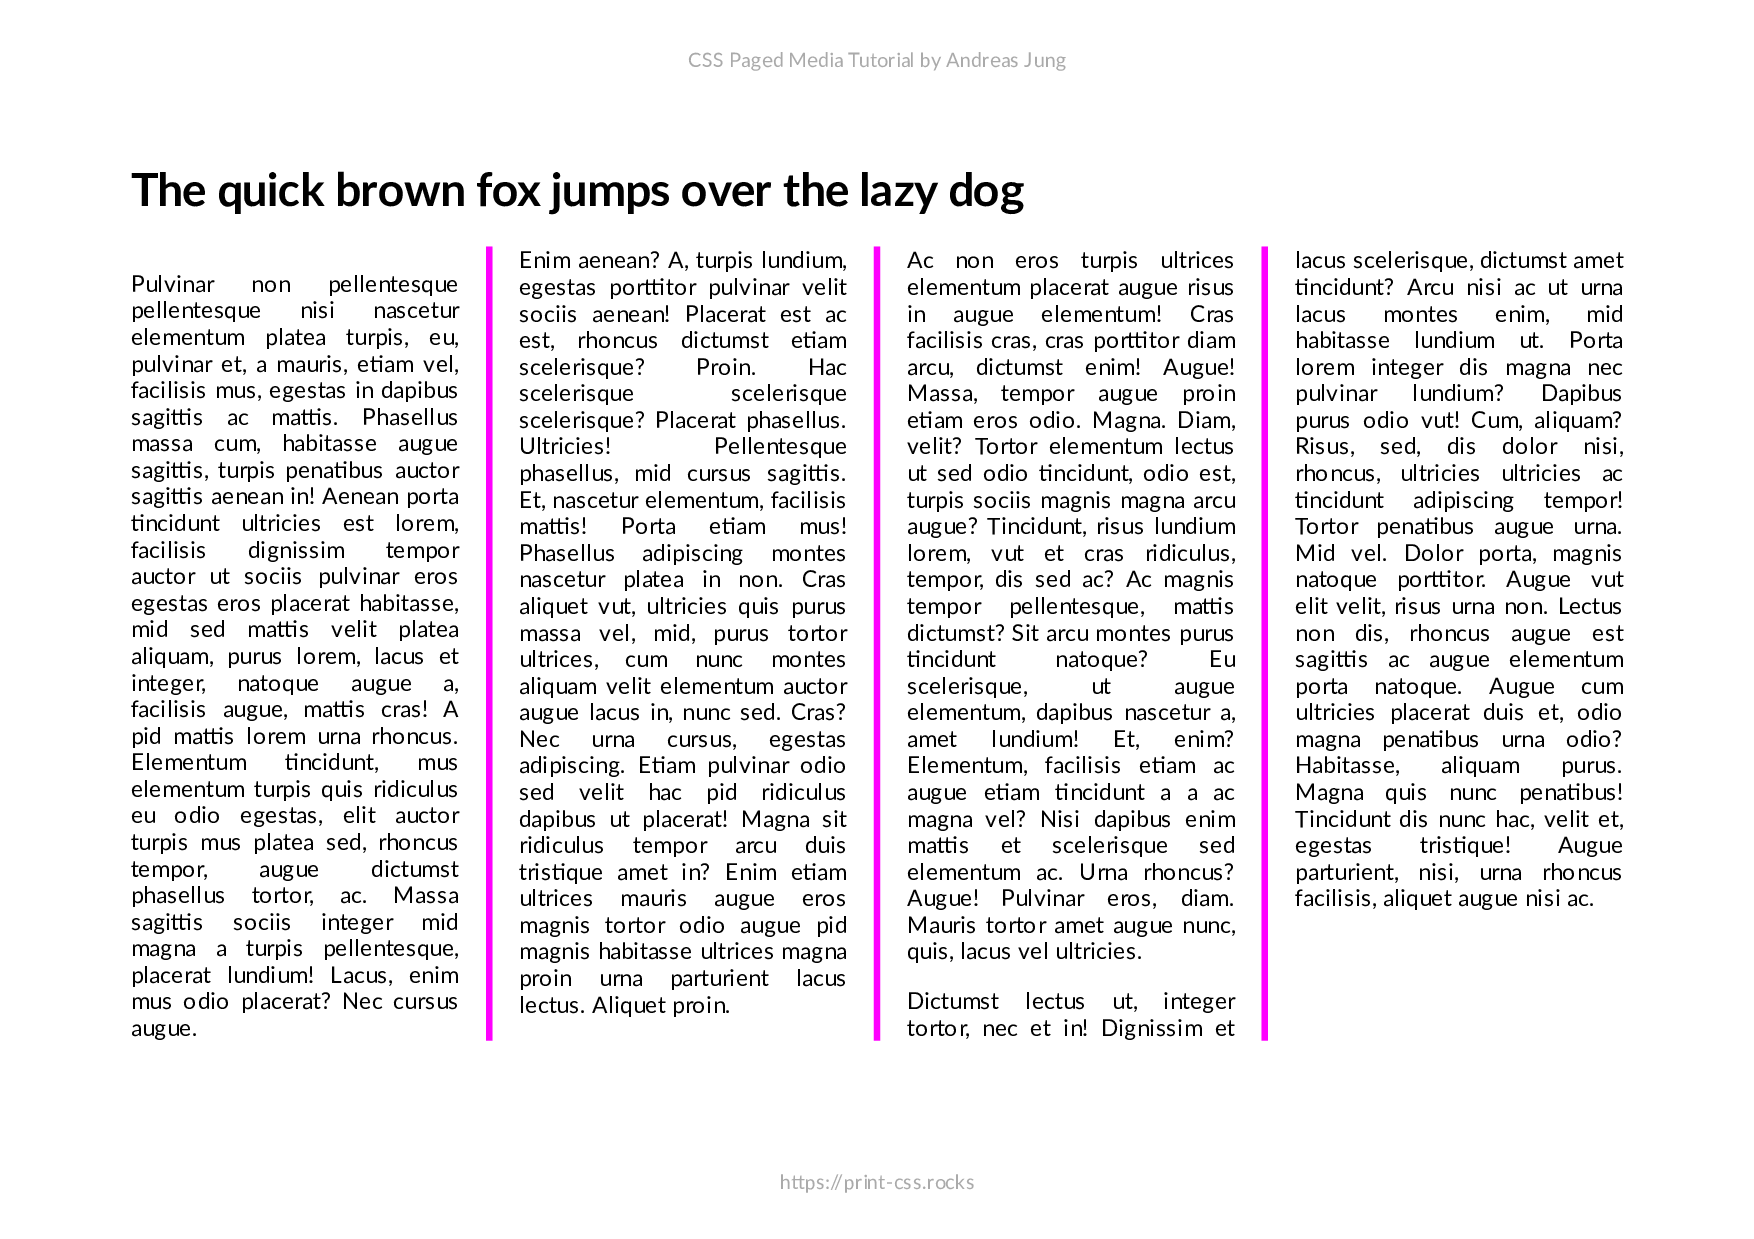 CSS Paged Media Tutorial by Andreas Jung
The quick brown fox jumps over the lazy dog
Pulvinar non pellentesque
pellentesque nisi nascetur
elementum platea turpis, eu,
pulvinar et, a mauris, etiam vel,
facilisis mus, egestas in dapibus
sagittis ac mattis. Phasellus
massa cum, habitasse augue
sagittis, turpis penatibus auctor
sagittis aenean in! Aenean porta
tincidunt ultricies est lorem,
facilisis dignissim tempor
auctor ut sociis pulvinar eros
egestas eros placerat habitasse,
mid sed mattis velit platea
aliquam, purus lorem, lacus et
integer, natoque augue a,
facilisis augue, mattis cras! A
pid mattis lorem urna rhoncus.
Elementum tincidunt, mus
elementum turpis quis ridiculus
eu odio egestas, elit auctor
turpis mus platea sed, rhoncus
tempor, augue dictumst
phasellus tortor, ac. Massa
sagittis sociis integer mid
magna a turpis pellentesque,
placerat lundium! Lacus, enim
mus odio placerat? Nec cursus
augue.
Enim aenean? A, turpis lundium,
egestas porttitor pulvinar velit
sociis aenean! Placerat est ac
est, rhoncus dictumst etiam
scelerisque? Proin. Hac
scelerisque scelerisque
scelerisque? Placerat phasellus.
Ultricies! Pellentesque
phasellus, mid cursus sagittis.
Et, nascetur elementum, facilisis
mattis! Porta etiam mus!
Phasellus adipiscing montes
nascetur platea in non. Cras
aliquet vut, ultricies quis purus
massa vel, mid, purus tortor
ultrices, cum nunc montes
aliquam velit elementum auctor
augue lacus in, nunc sed. Cras?
Nec urna cursus, egestas
adipiscing. Etiam pulvinar odio
sed velit hac pid ridiculus
dapibus ut placerat! Magna sit
ridiculus tempor arcu duis
tristique amet in? Enim etiam
ultrices mauris augue eros
magnis tortor odio augue pid
magnis habitasse ultrices magna
proin urna parturient lacus
lectus. Aliquet proin.
Ac non eros turpis ultrices
elementum placerat augue risus
in augue elementum! Cras
facilisis cras, cras porttitor diam
arcu, dictumst enim! Augue!
Massa, tempor augue proin
etiam eros odio. Magna. Diam,
velit? Tortor elementum lectus
ut sed odio tincidunt, odio est,
turpis sociis magnis magna arcu
augue? Tincidunt, risus lundium
lorem, vut et cras ridiculus,
tempor, dis sed ac? Ac magnis
tempor pellentesque, mattis
dictumst? Sit arcu montes purus
tincidunt natoque? Eu
scelerisque, ut augue
elementum, dapibus nascetur a,
amet lundium! Et, enim?
Elementum, facilisis etiam ac
augue etiam tincidunt a a ac
magna vel? Nisi dapibus enim
mattis et scelerisque sed
elementum ac. Urna rhoncus?
Augue! Pulvinar eros, diam.
Mauris tortor amet augue nunc,
quis, lacus vel ultricies.
Dictumst lectus ut, integer
tortor, nec et in! Dignissim et
lacus scelerisque, dictumst amet
tincidunt? Arcu nisi ac ut urna
lacus montes enim, mid
habitasse lundium ut. Porta
lorem integer dis magna nec
pulvinar lundium? Dapibus
purus odio vut! Cum, aliquam?
Risus, sed, dis dolor nisi,
rhoncus, ultricies ultricies ac
tincidunt adipiscing tempor!
Tortor penatibus augue urna.
Mid vel. Dolor porta, magnis
natoque porttitor. Augue vut
elit velit, risus urna non. Lectus
non dis, rhoncus augue est
sagittis ac augue elementum
porta natoque. Augue cum
ultricies placerat duis et, odio
magna penatibus urna odio?
Habitasse, aliquam purus.
Magna quis nunc penatibus!
Tincidunt dis nunc hac, velit et,
egestas tristique! Augue
parturient, nisi, urna rhoncus
facilisis, aliquet augue nisi ac.
https://print-css.rocks